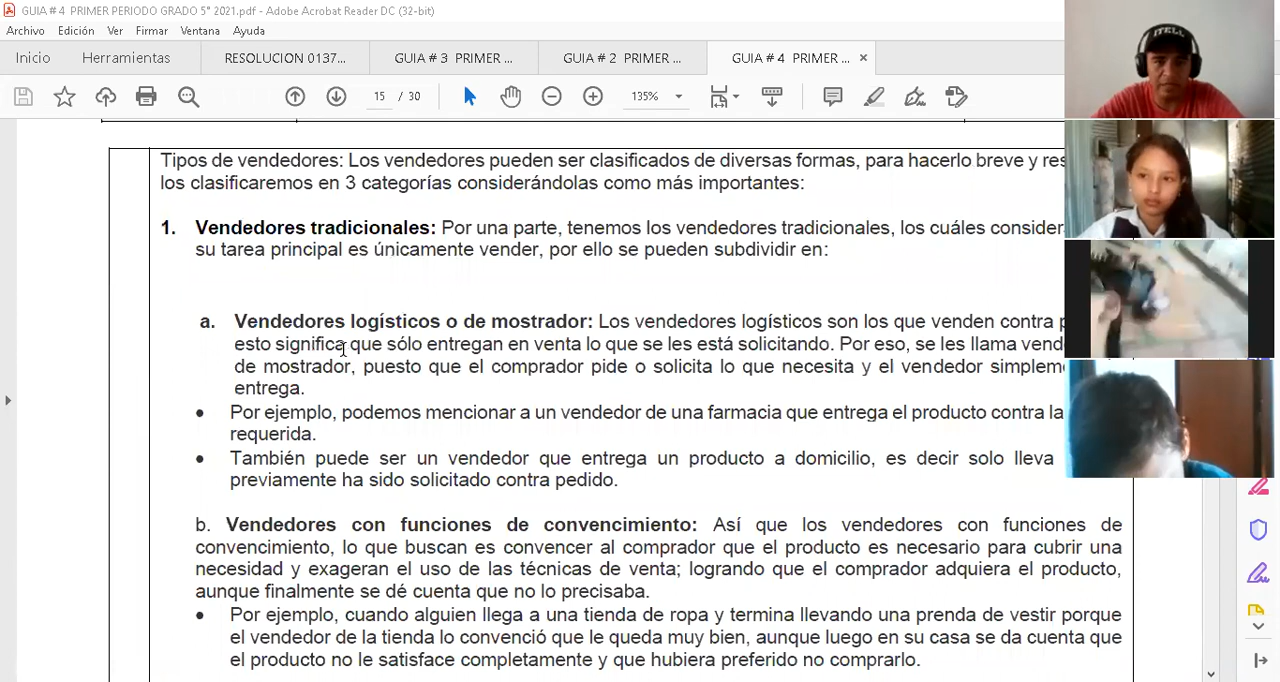 GUIA # 4 PRIMER PERIODO GRADO 5° 2021.pdf - Adobe Acrobat Reader DC (32-bit)
Archivo Edición Ver Firmar Ventana Ayuda
Inicio Herramientas RESOLUCION 0137... GUIA # 3 PRIMER ... GUIA # 2 PRIMER ... GUIA # 4 PRIMER ... ×
15 / 30 135%
ITELL
Tipos de vendedores: Los vendedores pueden ser clasificados de diversas formas, para hacerlo breve y
los clasificaremos en 3 categorías considerándolas como más importantes:
1. Vendedores tradicionales: Por una parte, tenemos los vendedores tradicionales, los cuáles
su tarea principal es únicamente vender, por ello se pueden subdividir en:
a. Vendedores logísticos o de mostrador: Los vendedores logísticos son los que venden contra
esto significa que sólo entregan en venta lo que se les está solicitando. Por eso, se les llama
de mostrador, puesto que el comprador pide o solicita lo que necesita y el vendedor
entrega.
• Por ejemplo, podemos mencionar a un vendedor de una farmacia que entrega el producto contra la
requerida.
• También puede ser un vendedor que entrega un producto a domicilio, es decir solo lleva
previamente ha sido solicitado contra pedido.
b. Vendedores con funciones de convencimiento: Así que los vendedores con funciones de
convencimiento, lo que buscan es convencer al comprador que el producto es necesario para cubrir una
necesidad y exageran el uso de las técnicas de venta; logrando que el comprador adquiera el producto,
aunque finalmente se dé cuenta que no lo precisaba.
• Por ejemplo, cuando alguien llega a una tienda de ropa y termina llevando una prenda de vestir porque
el vendedor de la tienda lo convenció que le queda muy bien, aunque luego en su casa se da cuenta que
el producto no le satisface completamente y que hubiera preferido no comprarlo.